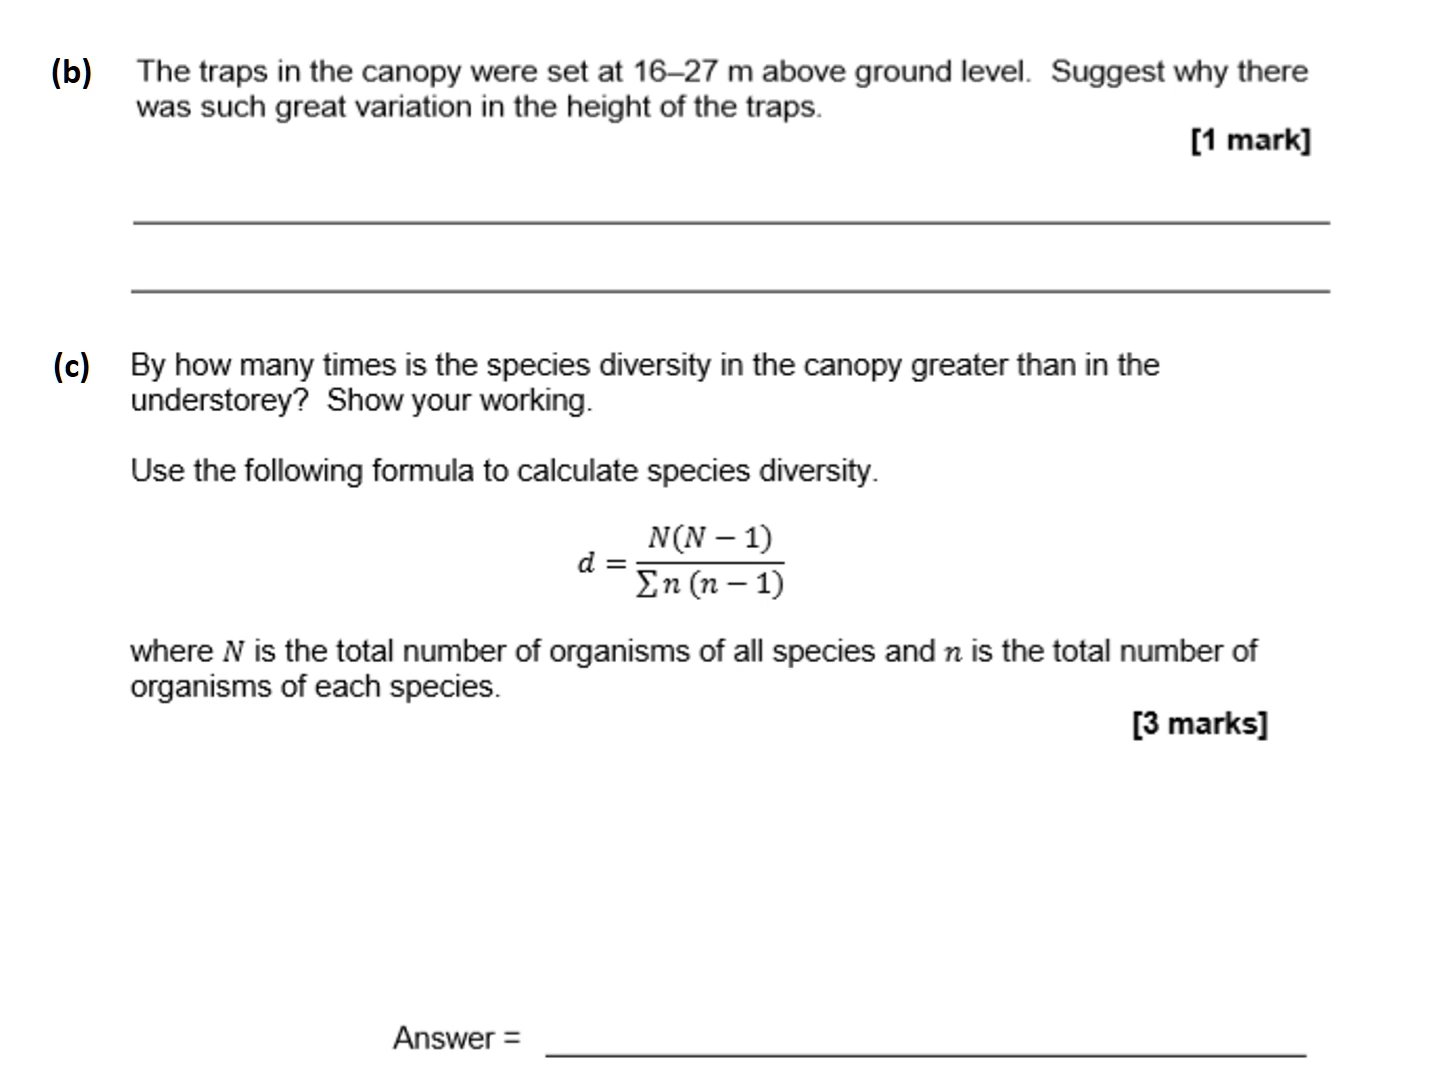 (b) The traps in the canopy were set at 16–27 m above ground level. Suggest why there
was such great variation in the height of the traps.
[1 mark]
(c) By how many times is the species diversity in the canopy greater than in the
understorey? Show your working.
Use the following formula to calculate species diversity.
d = N(N − 1) / Σn (n − 1)
where N is the total number of organisms of all species and n is the total number of
organisms of each species.
[3 marks]
Answer =